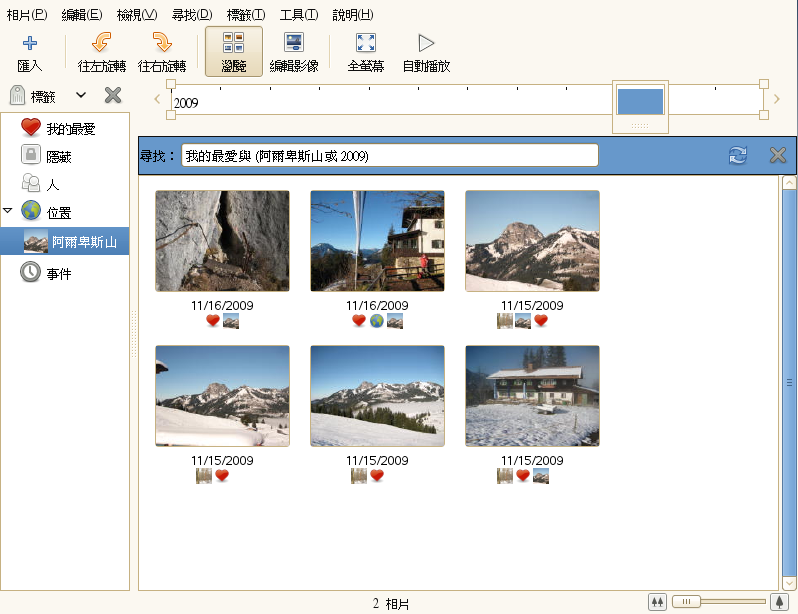 相片(P) 編輯(E) 檢視(V) 尋找(D) 標籤(T) 工具(T) 說明(H)
匯入 往左旋轉 往右旋轉 瀏覽 編輯影像 全螢幕 自動播放
標籤
2009
我的最愛
隱藏
人
位置
阿爾卑斯山
事件
尋找： 我的最愛與 (阿爾卑斯山或 2009)
11/16/2009 11/16/2009 11/15/2009
11/15/2009 11/15/2009 11/15/2009
2 相片